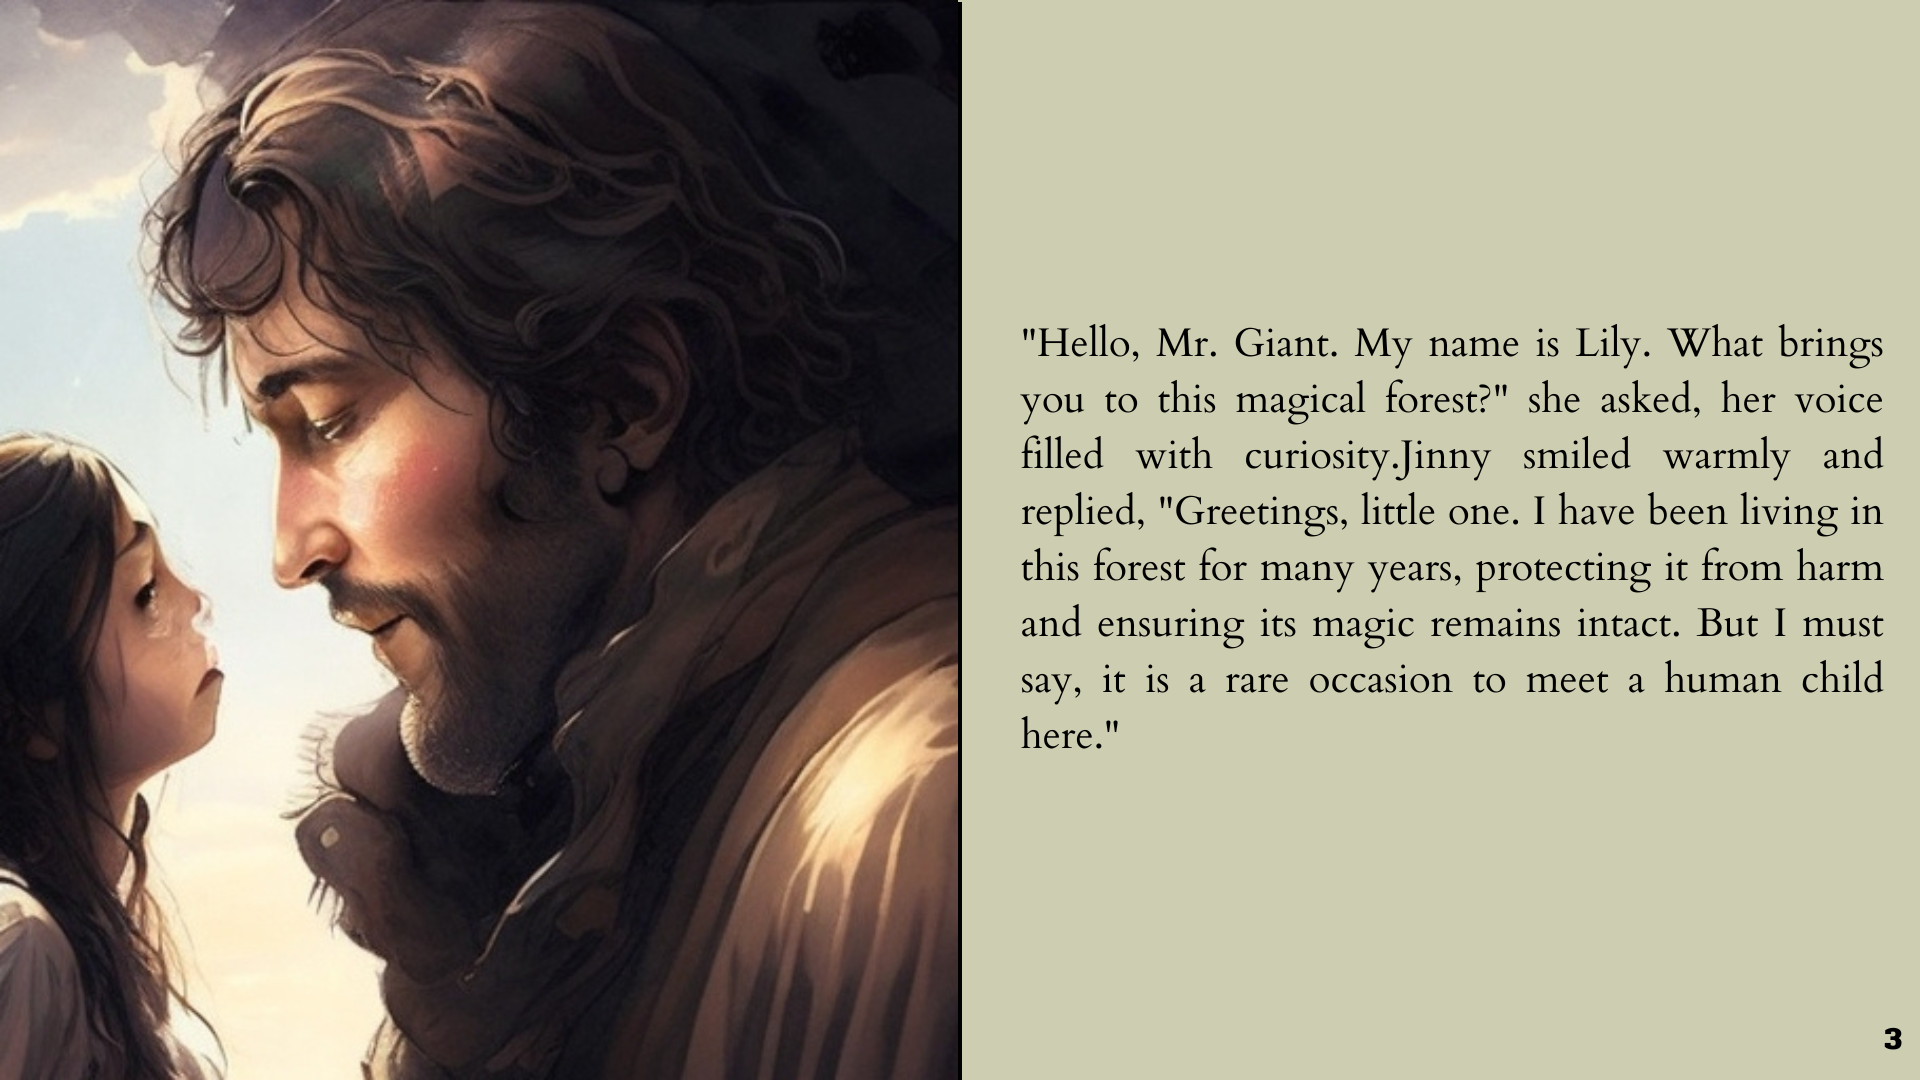 "Hello, Mr. Giant. My name is Lily. What brings
you to this magical forest?" she asked, her voice
filled with curiosity.Jinny smiled warmly and
replied, "Greetings, little one. I have been living in
this forest for many years, protecting it from harm
and ensuring its magic remains intact. But I must
say, it is a rare occasion to meet a human child
here."
3